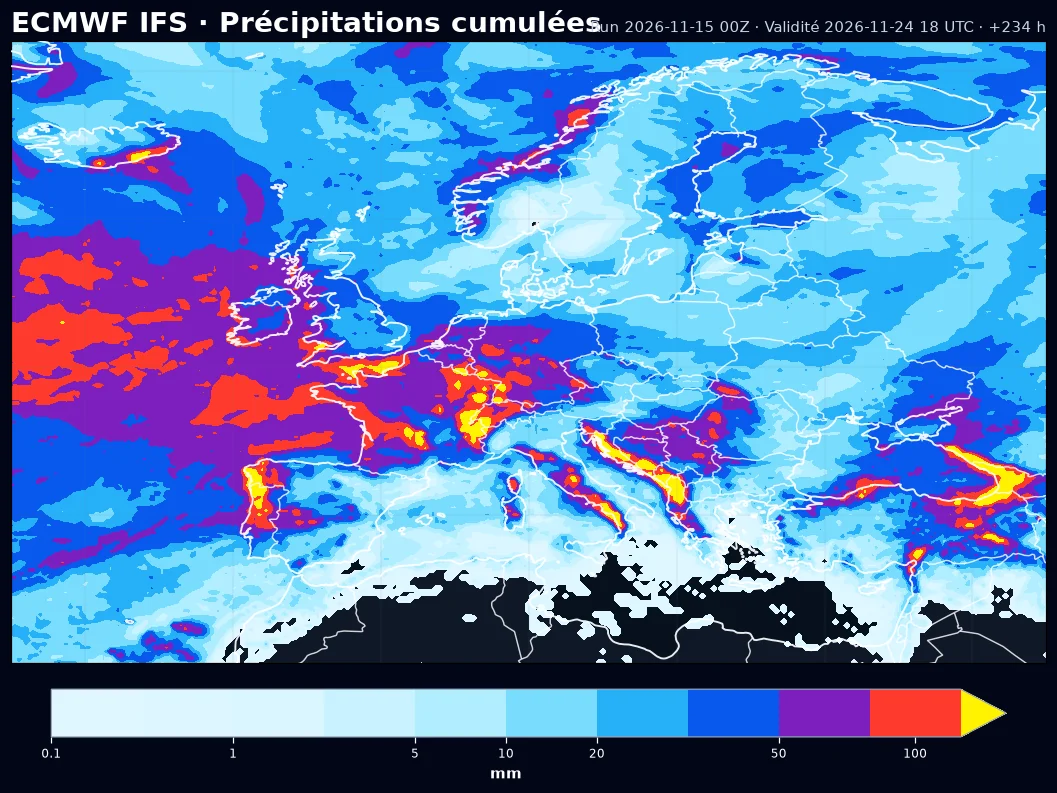 ECMWF IFS · Précipitations cumulées
Run 2026-11-15 00Z · Validité 2026-11-24 18 UTC · +234 h
0.1 1 5 10 20 50 100
mm